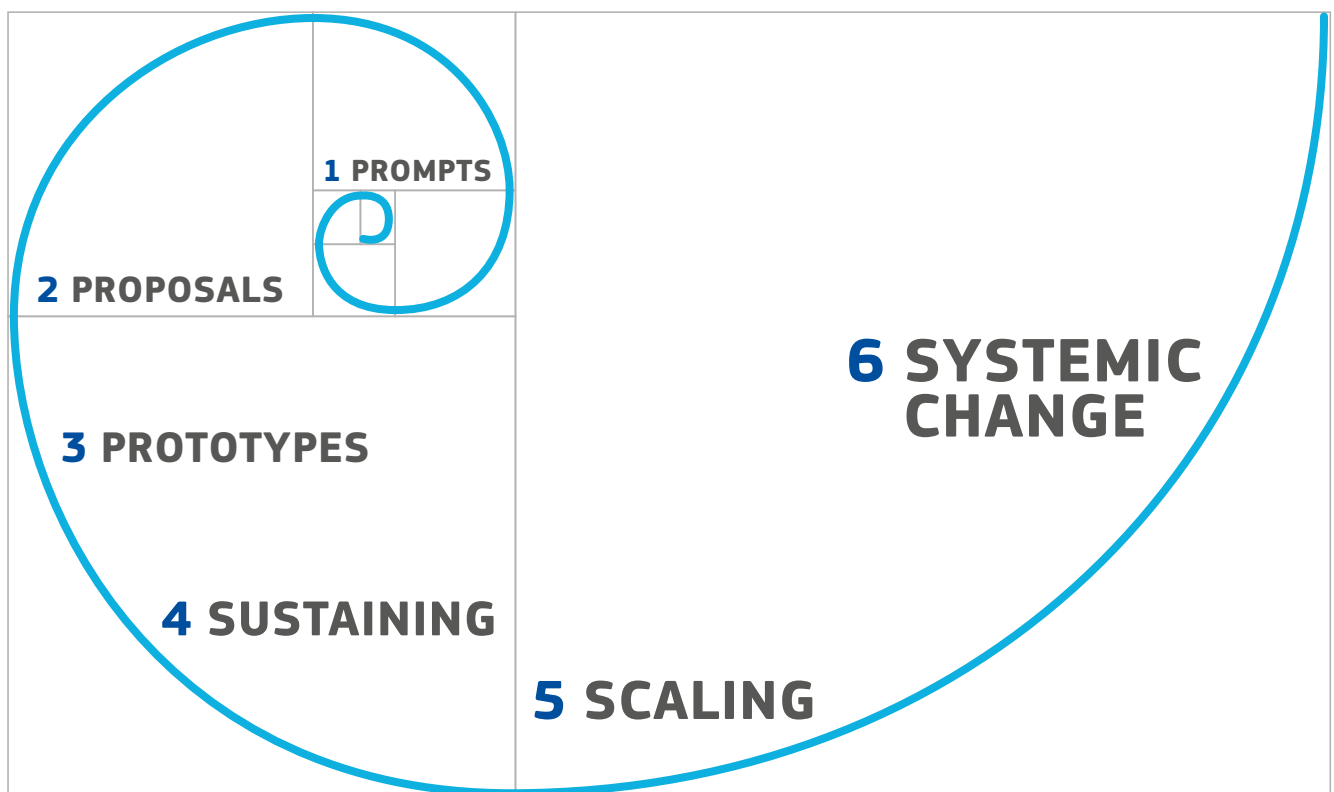 1 PROMPTS
2 PROPOSALS
3 PROTOTYPES
4 SUSTAINING
5 SCALING
6 SYSTEMIC
CHANGE